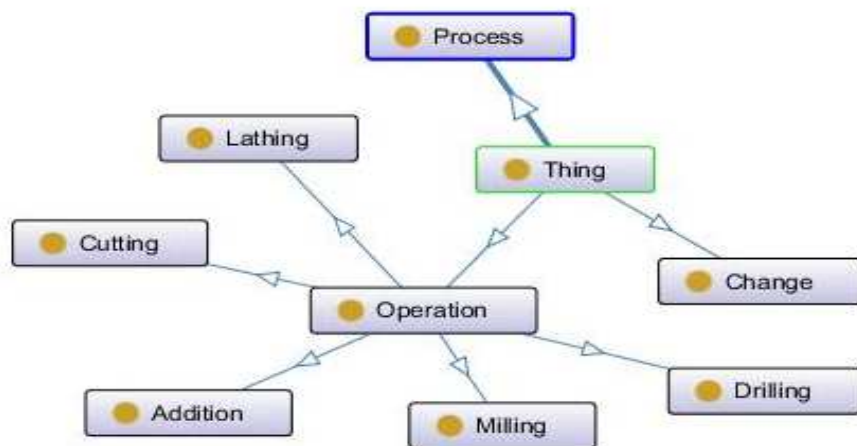 Process
Lathing
Thing
Cutting
Change
Operation
Drilling
Addition
Milling